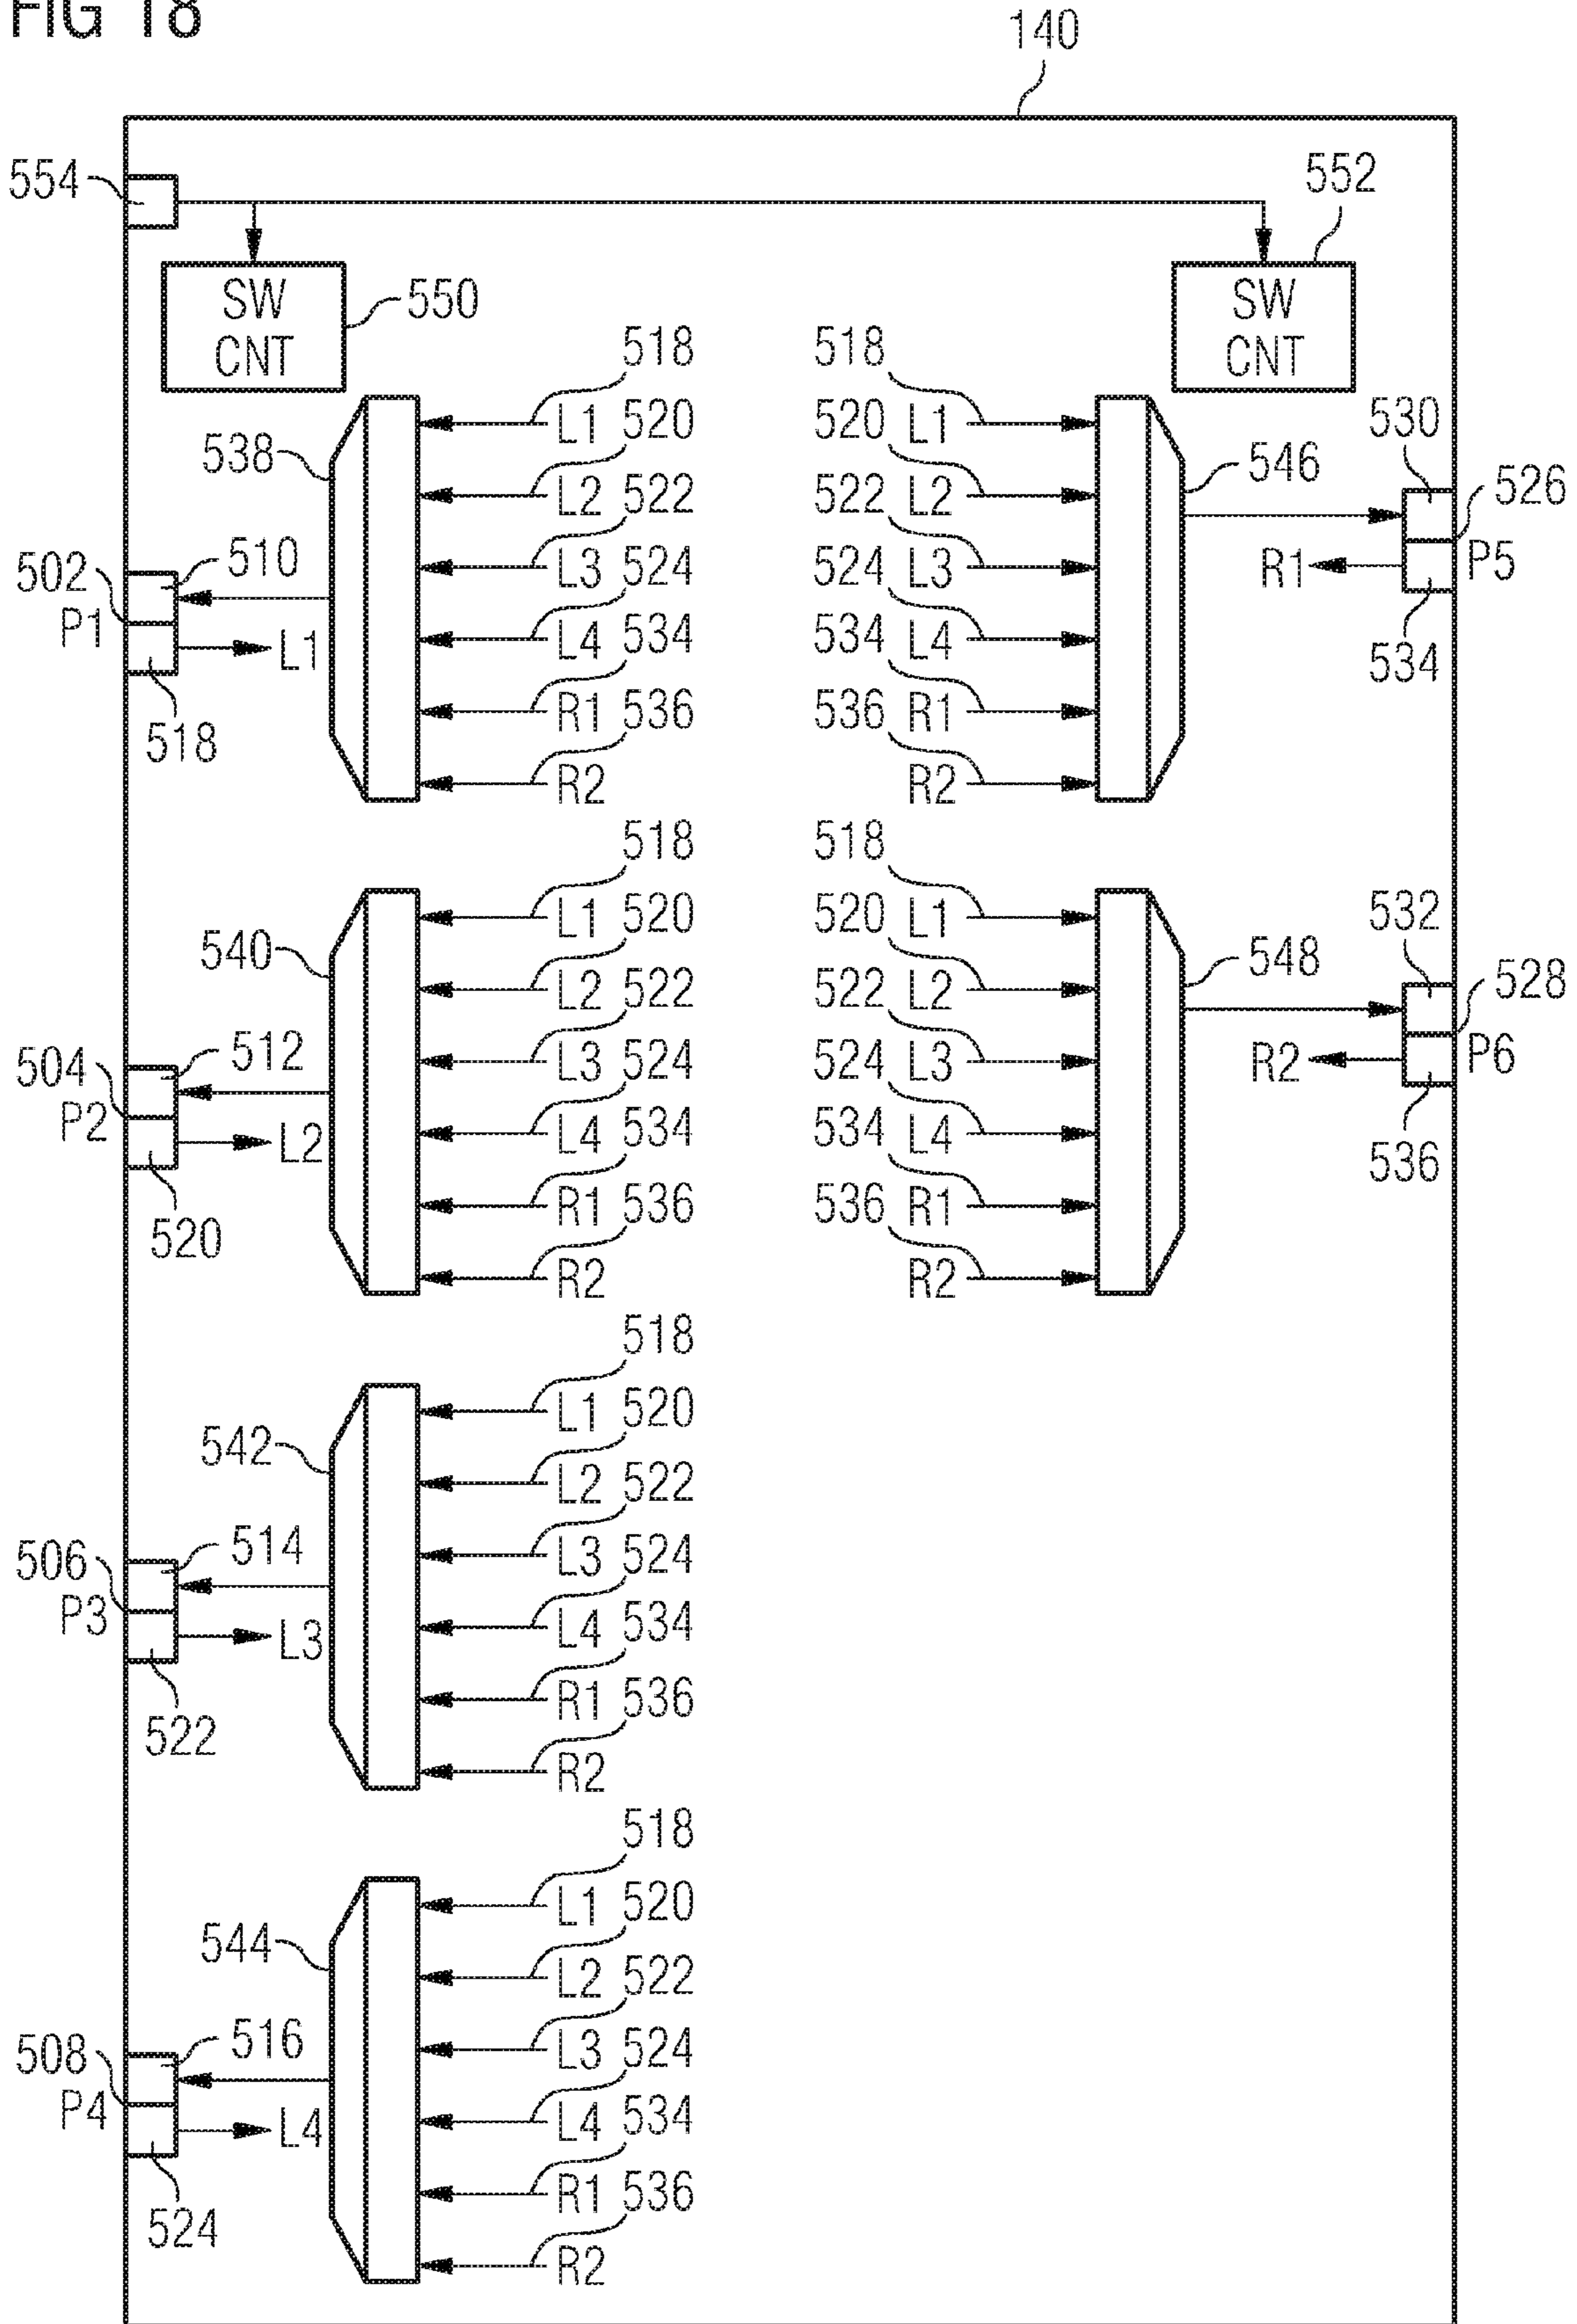 FIG 18
140
554
552
SW
CNT
550
SW
CNT
518
518
530
538
L1 520
520 L1
546
526
L2 522
522 L2
502
510
L3 524
524 L3
R1
P5
P1
L1
L4 534
534 L4
534
518
R1 536
536 R1
R2
R2
518
518
532
540
L1 520
520 L1
548
528
L2 522
522 L2
504
512
L3 524
524 L3
R2
P6
P2
L2
L4 534
534 L4
536
520
R1 536
536 R1
R2
R2
518
542
L1 520
L2 522
506
514
L3 524
P3
L3
L4 534
522
R1 536
R2
518
544
L1 520
L2 522
508
516
L3 524
P4
L4
L4 534
524
R1 536
R2